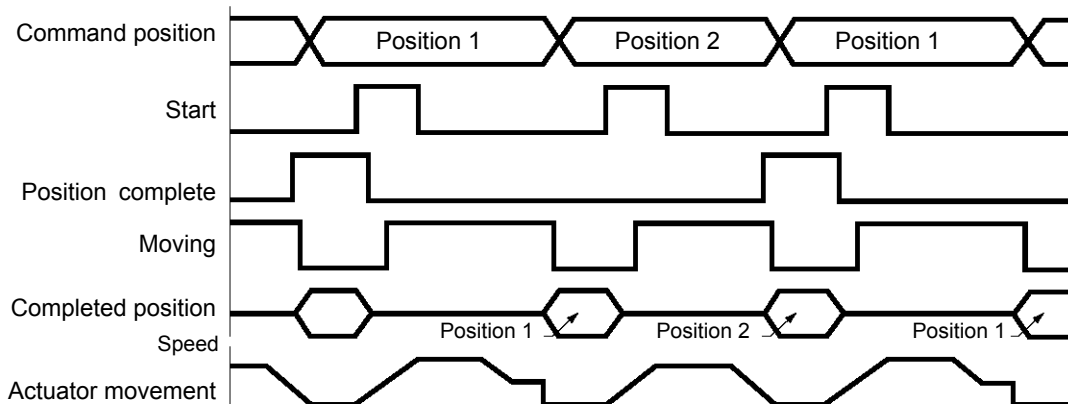 Command position
Position 1
Position 2
Position 1
Start
Position complete
Moving
Completed position
Position 1
Position 2
Position 1
Speed
Actuator movement